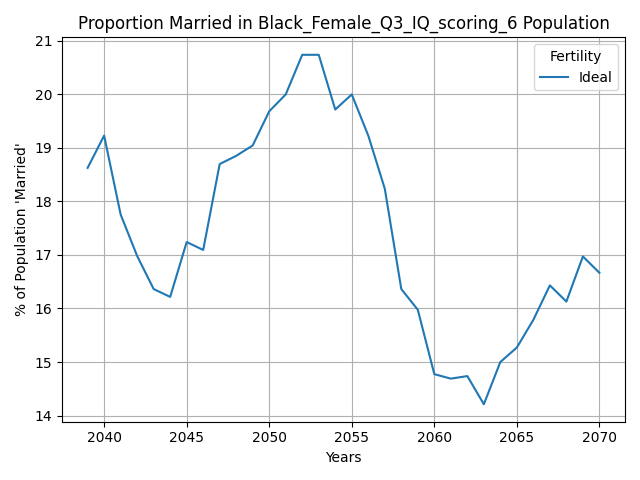 Proportion Married in Black_Female_Q3_IQ_scoring_6 Population
Fertility
Ideal
% of Population 'Married'
21
20
19
18
17
16
15
14
2040 2045 2050 2055 2060 2065 2070
Years